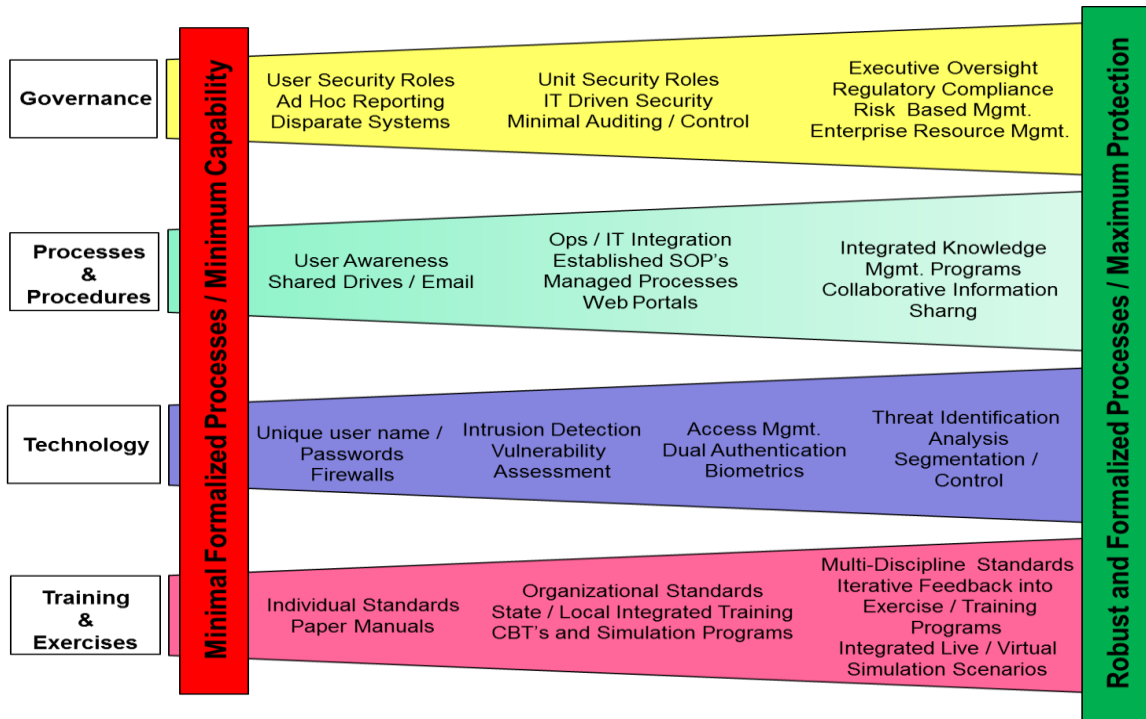 Governance
Minimal Formalized Processes / Minimum Capability
User Security Roles
Ad Hoc Reporting
Disparate Systems
Unit Security Roles
IT Driven Security
Minimal Auditing / Control
Executive Oversight
Regulatory Compliance
Risk Based Mgmt.
Enterprise Resource Mgmt.
Robust and Formalized Processes / Maximum Protection
Processes
&
Procedures
User Awareness
Shared Drives / Email
Ops / IT Integration
Established SOP's
Managed Processes
Web Portals
Integrated Knowledge
Mgmt. Programs
Collaborative Information
Sharng
Technology
Unique user name /
Passwords
Firewalls
Intrusion Detection
Vulnerability
Assessment
Access Mgmt.
Dual Authentication
Biometrics
Threat Identification
Analysis
Segmentation /
Control
Training
&
Exercises
Individual Standards
Paper Manuals
Organizational Standards
State / Local Integrated Training
CBT's and Simulation Programs
Multi-Discipline Standards
Iterative Feedback into
Exercise / Training
Programs
Integrated Live / Virtual
Simulation Scenarios